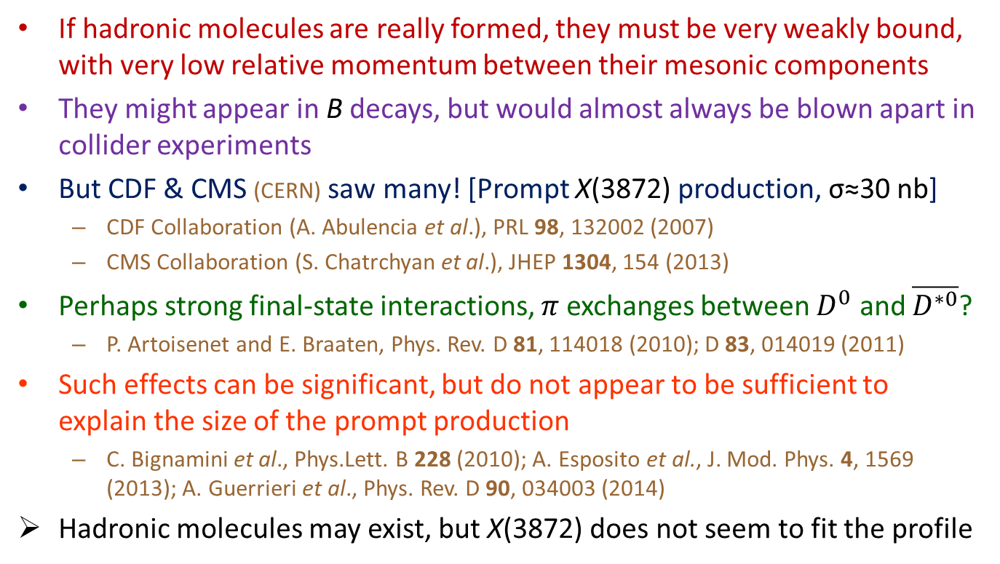 • If hadronic molecules are really formed, they must be very weakly bound,
with very low relative momentum between their mesonic components
• They might appear in B decays, but would almost always be blown apart in
collider experiments
• But CDF & CMS (CERN) saw many! [Prompt X(3872) production, σ≈30 nb]
– CDF Collaboration (A. Abulencia et al.), PRL 98, 132002 (2007)
– CMS Collaboration (S. Chatrchyan et al.), JHEP 1304, 154 (2013)
• Perhaps strong final-state interactions, π exchanges between D⁰ and D̅*̅⁰̅?
– P. Artoisenet and E. Braaten, Phys. Rev. D 81, 114018 (2010); D 83, 014019 (2011)
• Such effects can be significant, but do not appear to be sufficient to
explain the size of the prompt production
– C. Bignamini et al., Phys.Lett. B 228 (2010); A. Esposito et al., J. Mod. Phys. 4, 1569
(2013); A. Guerrieri et al., Phys. Rev. D 90, 034003 (2014)
➢ Hadronic molecules may exist, but X(3872) does not seem to fit the profile